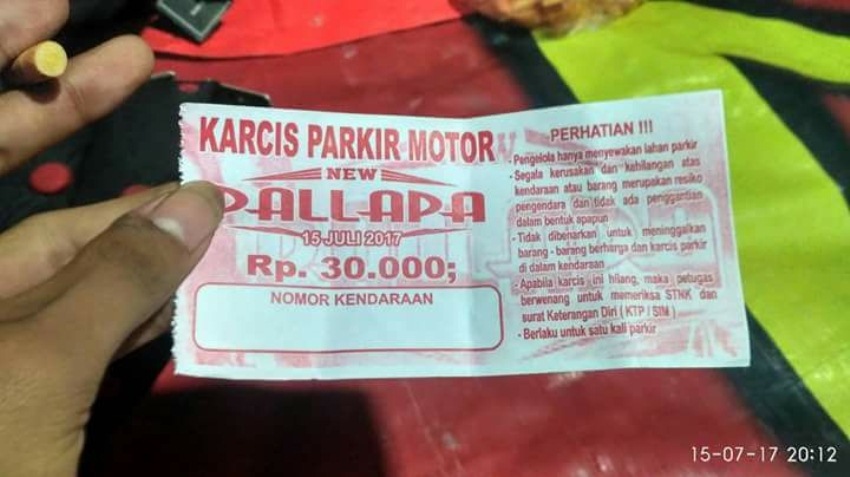 KARCIS PARKIR MOTOR
NEW
PALLAPA
15 JULI 2017
Rp. 30.000;
NOMOR KENDARAAN
PERHATIAN !!!
- Pengelola hanya menyewakan lahan parkir
- Segala kerusakan dan kehilangan atas
kendaraan atau barang merupakan resiko
pengendara dan tidak ada penggantian
dalam bentuk apapun
- Tidak dibenarkan untuk meninggalkan
barang - barang berharga dan karcis parkir
di dalam kendaraan
- Apabila karcis ini hilang, maka petugas
berwenang untuk memeriksa STNK dan
surat Keterangan Diri ( KTP / SIM )
- Berlaku untuk satu kali parkir
15-07-17 20:12